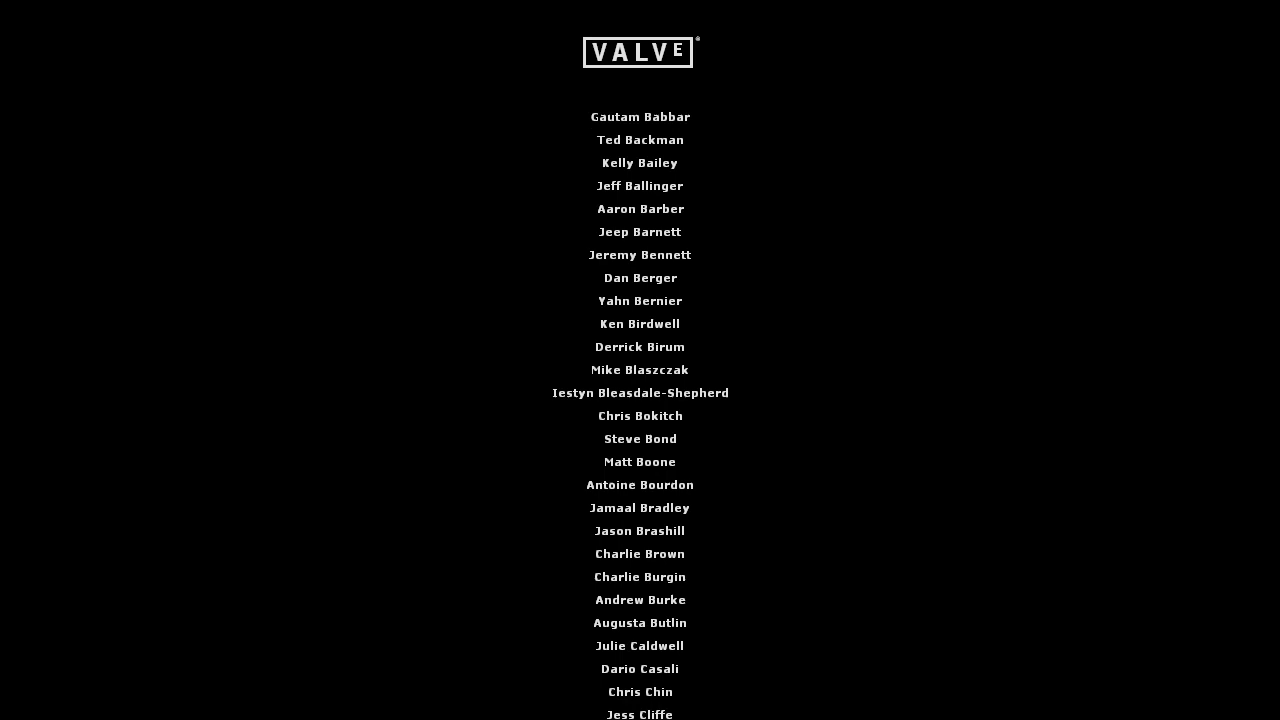 VALVE®
Gautam Babbar
Ted Backman
Kelly Bailey
Jeff Ballinger
Aaron Barber
Jeep Barnett
Jeremy Bennett
Dan Berger
Yahn Bernier
Ken Birdwell
Derrick Birum
Mike Blaszczak
Iestyn Bleasdale-Shepherd
Chris Bokitch
Steve Bond
Matt Boone
Antoine Bourdon
Jamaal Bradley
Jason Brashill
Charlie Brown
Charlie Burgin
Andrew Burke
Augusta Butlin
Julie Caldwell
Dario Casali
Chris Chin
Jess Cliffe